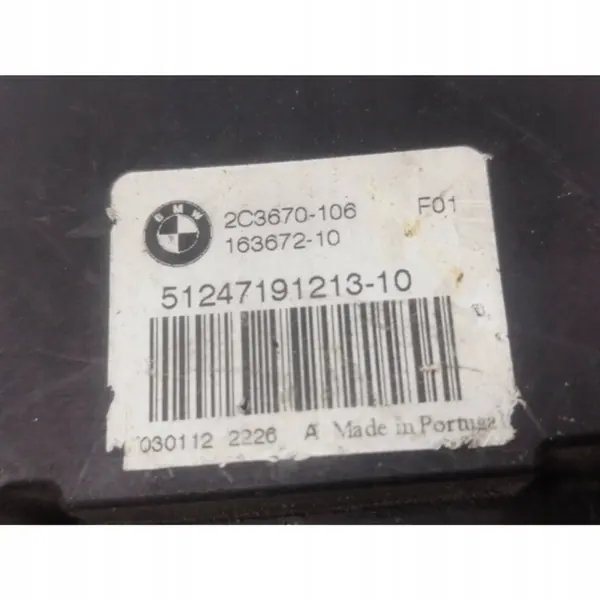 BMW
2C3670-106 F01
163672-10
51247191213-10
030112 2226 A Made in Portugal